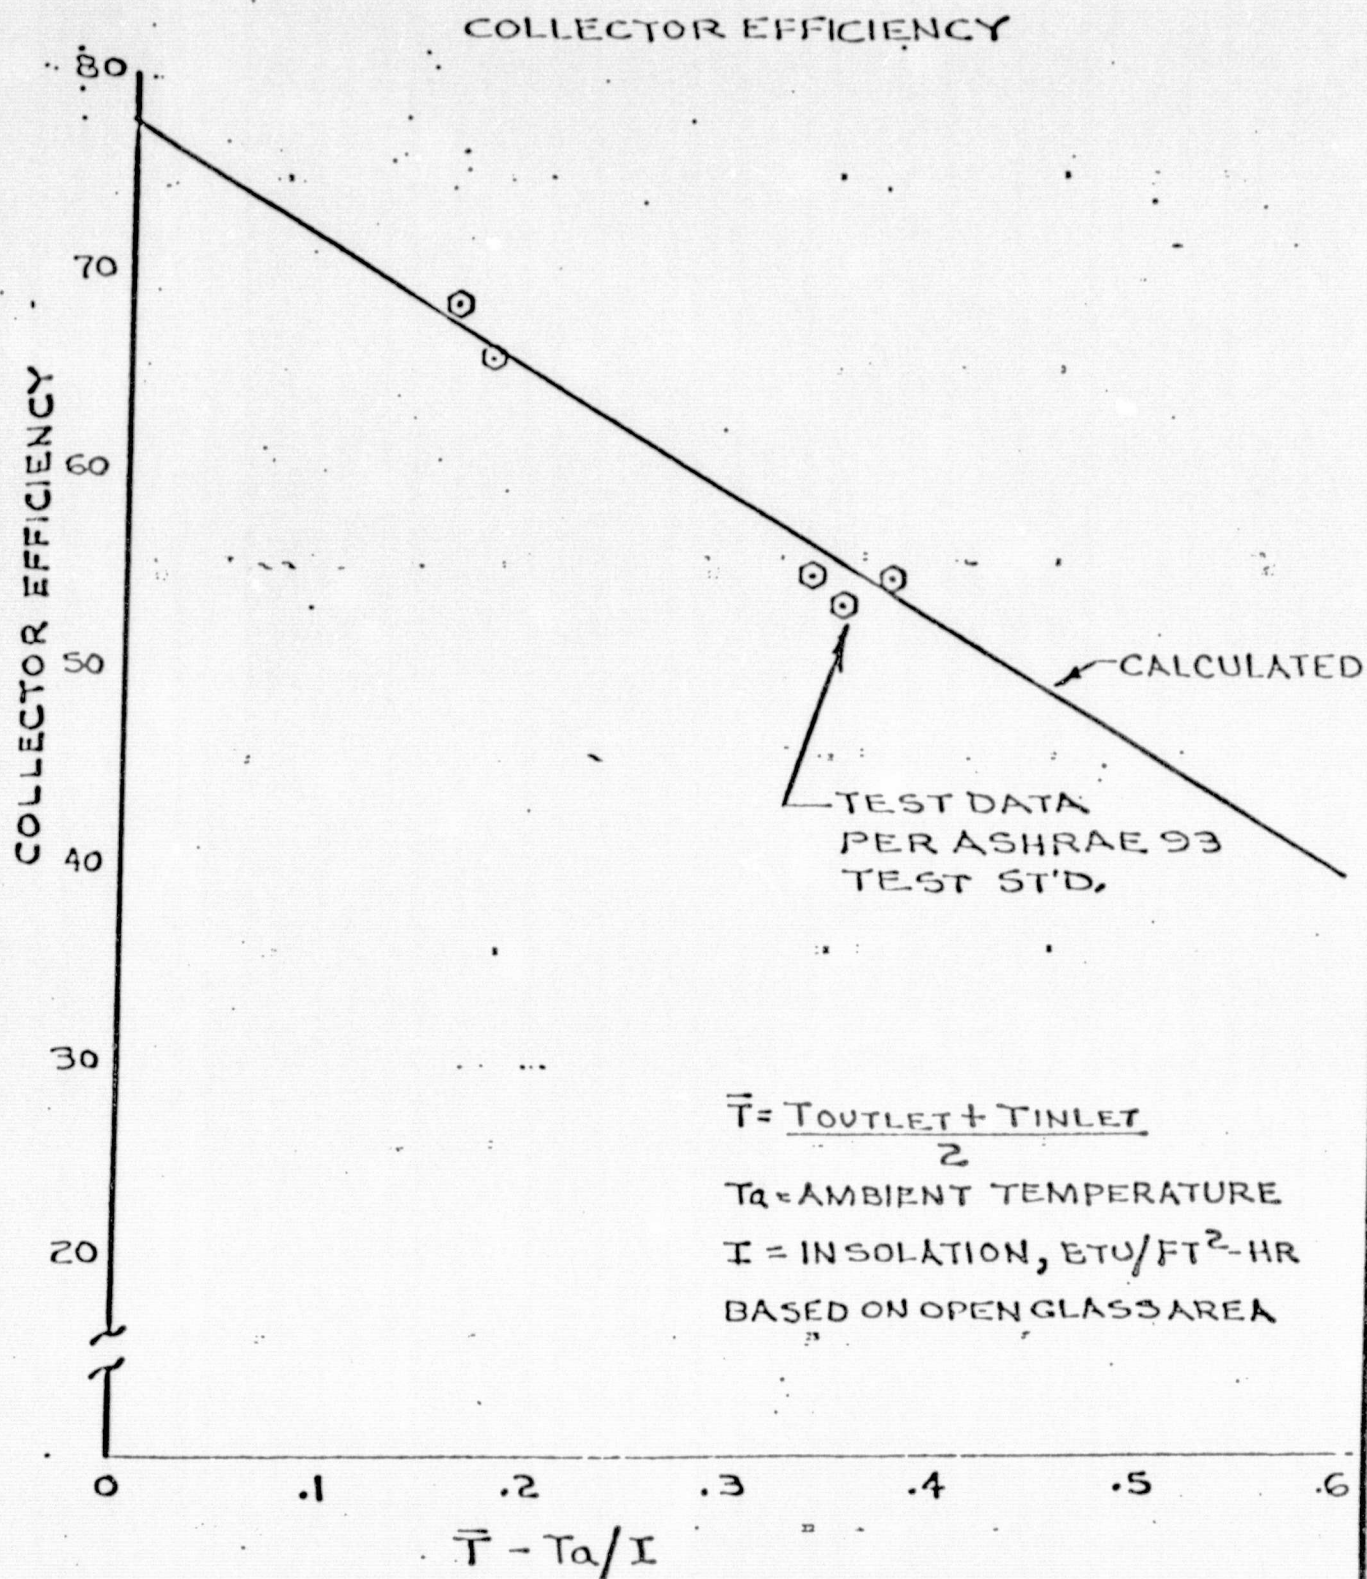 COLLECTOR EFFICIENCY
80
70
60
50
40
30
20
COLLECTOR EFFICIENCY
CALCULATED
TEST DATA
PER ASHRAE 93
TEST ST'D.
T̄ = TOUTLET + TINLET
2
Ta = AMBIENT TEMPERATURE
I = INSOLATION, BTU/FT²-HR
BASED ON OPEN GLASS AREA
0 .1 .2 .3 .4 .5 .6
T̄ - Ta/I